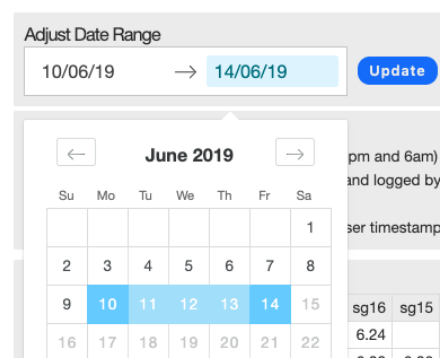 Adjust Date Range
10/06/19 → 14/06/19 Update
← June 2019 →
pm and 6am)
Su Mo Tu We Th Fr Sa
and logged by
1
ser timestamp
2 3 4 5 6 7 8
9 10 11 12 13 14 15
sg16 sg15
16 17 18 19 20 21 22
6.24